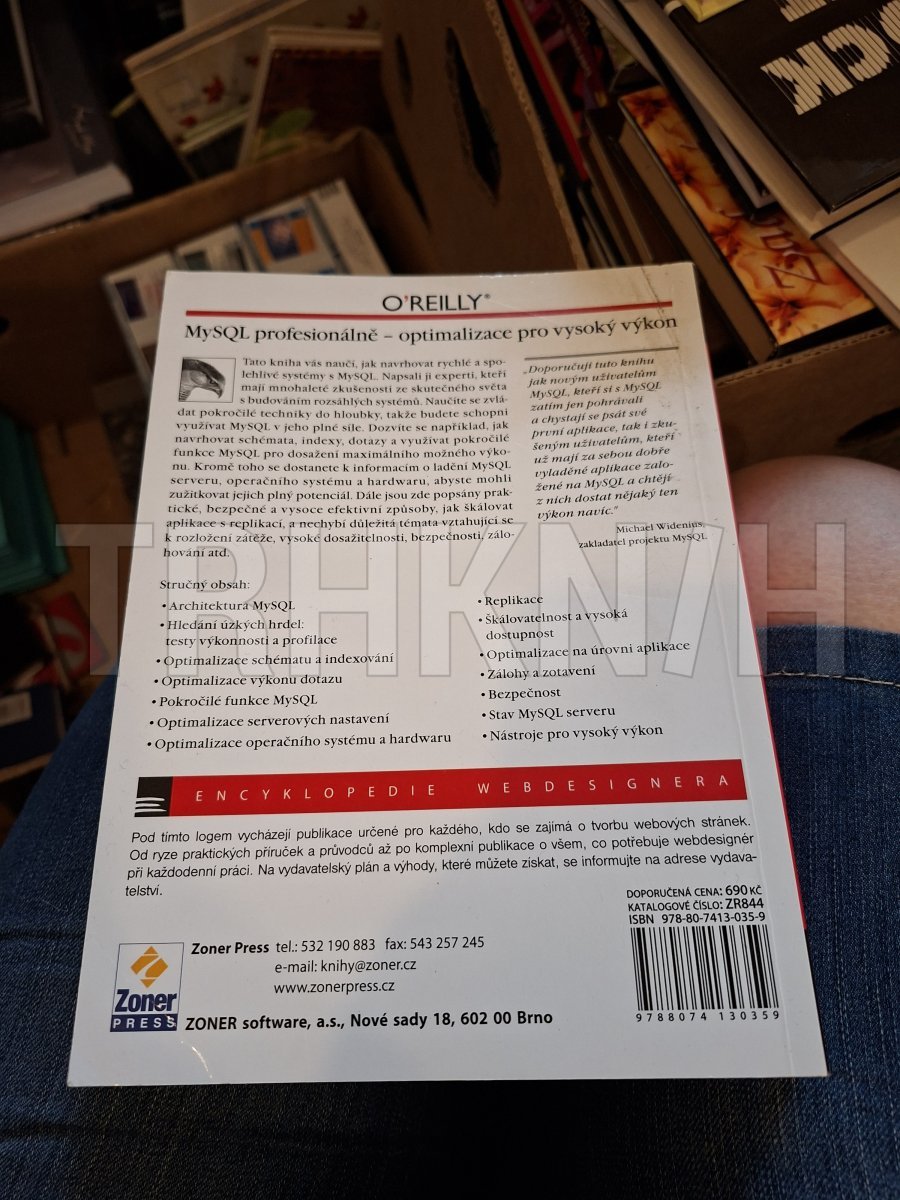 O'REILLY®
MySQL profesionálně – optimalizace pro vysoký výkon
Tato kniha vás naučí, jak navrhovat rychlé a spo-
lehlivé systémy s MySQL. Napsali ji experti, kteří
mají mnohaleté zkušenosti ze skutečného světa
s budováním rozsáhlých systémů. Naučíte se zvlá-
dat pokročilé techniky do hloubky, takže budete schopni
využívat MySQL v jeho plné síle. Dozvíte se například, jak
navrhovat schémata, indexy, dotazy a využívat pokročilé
funkce MySQL pro dosažení maximálního možného výko-
nu. Kromě toho se dostanete k informacím o ladění MySQL
serveru, operačního systému a hardwaru, abyste mohli
zužitkovat jejich plný potenciál. Dále jsou zde popsány prak-
tické, bezpečné a vysoce efektivní způsoby, jak škálovat
aplikace s replikací, a nechybí důležitá témata vztahující se
k rozložení zátěže, vysoké dosažitelnosti, bezpečnosti, zálo-
hování atd.
„Doporučuji tuto knihu
jak novým uživatelům
MySQL, kteří si s MySQL
zatím jen pohrávali
a chystají se psát své
první aplikace, tak i zku-
šeným uživatelům, kteří
už mají za sebou dobře
vyladěné aplikace zalo-
žené na MySQL a chtějí
z nich dostat nějaký ten
výkon navíc."
Michael Widenius,
zakladatel projektu MySQL
Stručný obsah:
• Architektura MySQL
• Hledání úzkých hrdel:
testy výkonnosti a profilace
• Optimalizace schématu a indexování
• Optimalizace výkonu dotazu
• Pokročilé funkce MySQL
• Optimalizace serverových nastavení
• Optimalizace operačního systému a hardwaru
• Replikace
• Škálovatelnost a vysoká
dostupnost
• Optimalizace na úrovni aplikace
• Zálohy a zotavení
• Bezpečnost
• Stav MySQL serveru
• Nástroje pro vysoký výkon
ENCYKLOPEDIE WEBDESIGNERA
Pod tímto logem vycházejí publikace určené pro každého, kdo se zajímá o tvorbu webových stránek.
Od ryze praktických příruček a průvodců až po komplexní publikace o všem, co potřebuje webdesignér
při každodenní práci. Na vydavatelský plán a výhody, které můžete získat, se informujte na adrese vydava-
telství.
DOPORUČENÁ CENA: 690 KČ
KATALOGOVÉ ČÍSLO: ZR844
ISBN 978-80-7413-035-9
9788074130359
Zoner Press tel.: 532 190 883 fax: 543 257 245
e-mail: knihy@zoner.cz
www.zonerpress.cz
Zoner
PRESS
ZONER software, a.s., Nové sady 18, 602 00 Brno
TRHKNIH